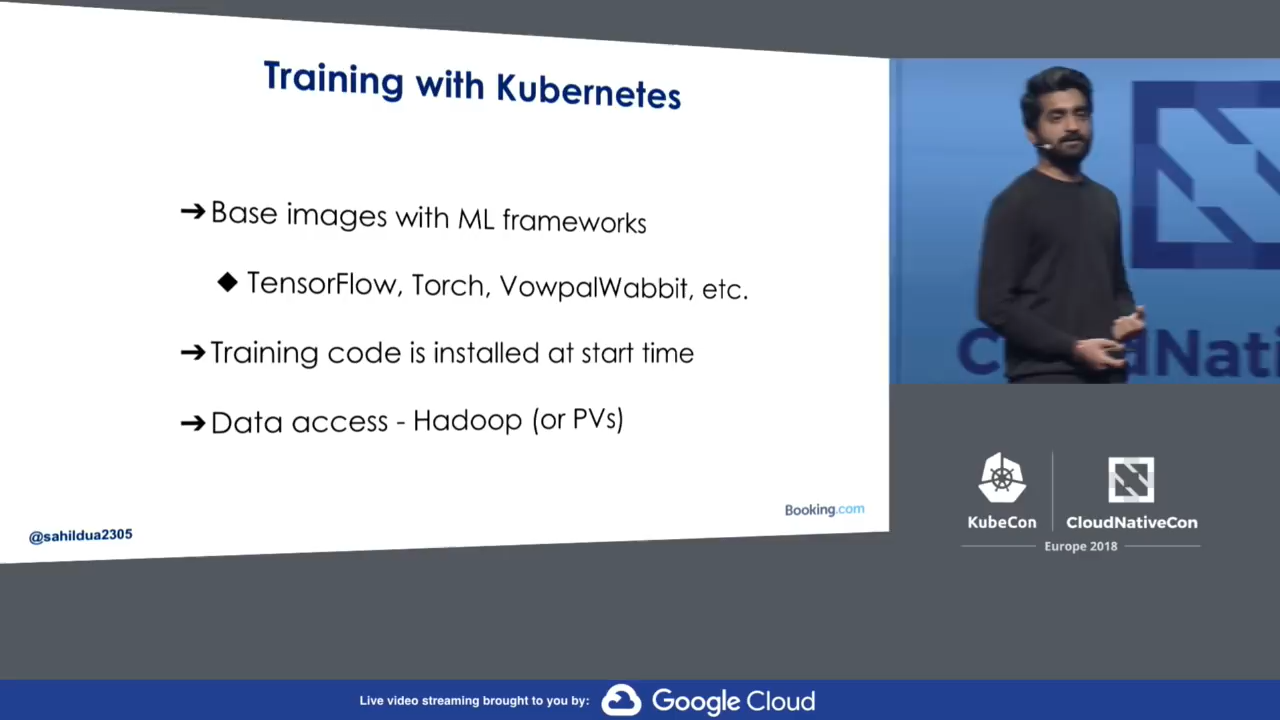 Training with Kubernetes
➔ Base images with ML frameworks
◆ TensorFlow, Torch, VowpalWabbit, etc.
➔ Training code is installed at start time
➔ Data access - Hadoop (or PVs)
Booking.com
@sahildua2305
KubeCon
CloudNativeCon
Europe 2018
Live video streaming brought to you by:
Google Cloud